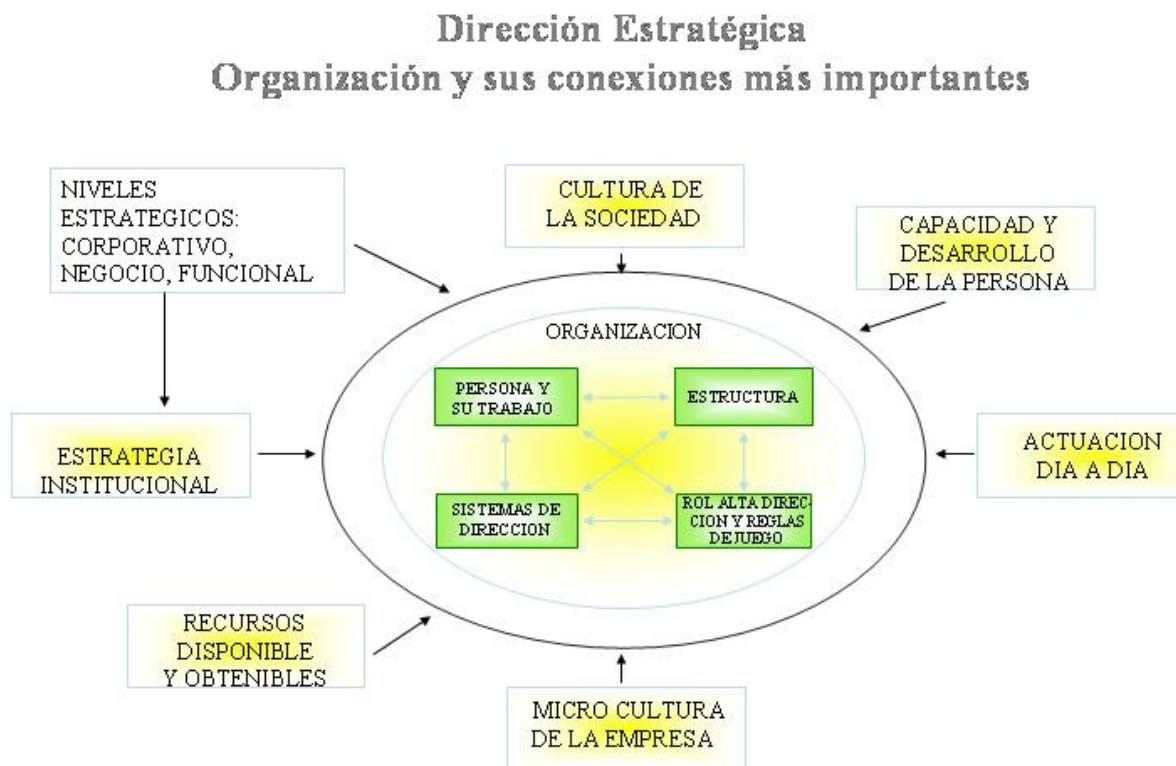 Dirección Estratégica
Organización y sus conexiones más importantes
NIVELES
ESTRATEGICOS:
CORPORATIVO,
NEGOCIO, FUNCIONAL
CULTURA DE
LA SOCIEDAD
CAPACIDAD Y
DESARROLLO
DE LA PERSONA
ORGANIZACION
PERSONA Y
SU TRABAJO
ESTRUCTURA
ESTRATEGIA
INSTITUCIONAL
ACTUACION
DIA A DIA
SISTEMAS DE
DIRECCION
ROL ALTA DIREC-
CION Y REGLAS
DE JUEGO
RECURSOS
DISPONIBLE
Y OBTENIBLES
MICRO CULTURA
DE LA EMPRESA